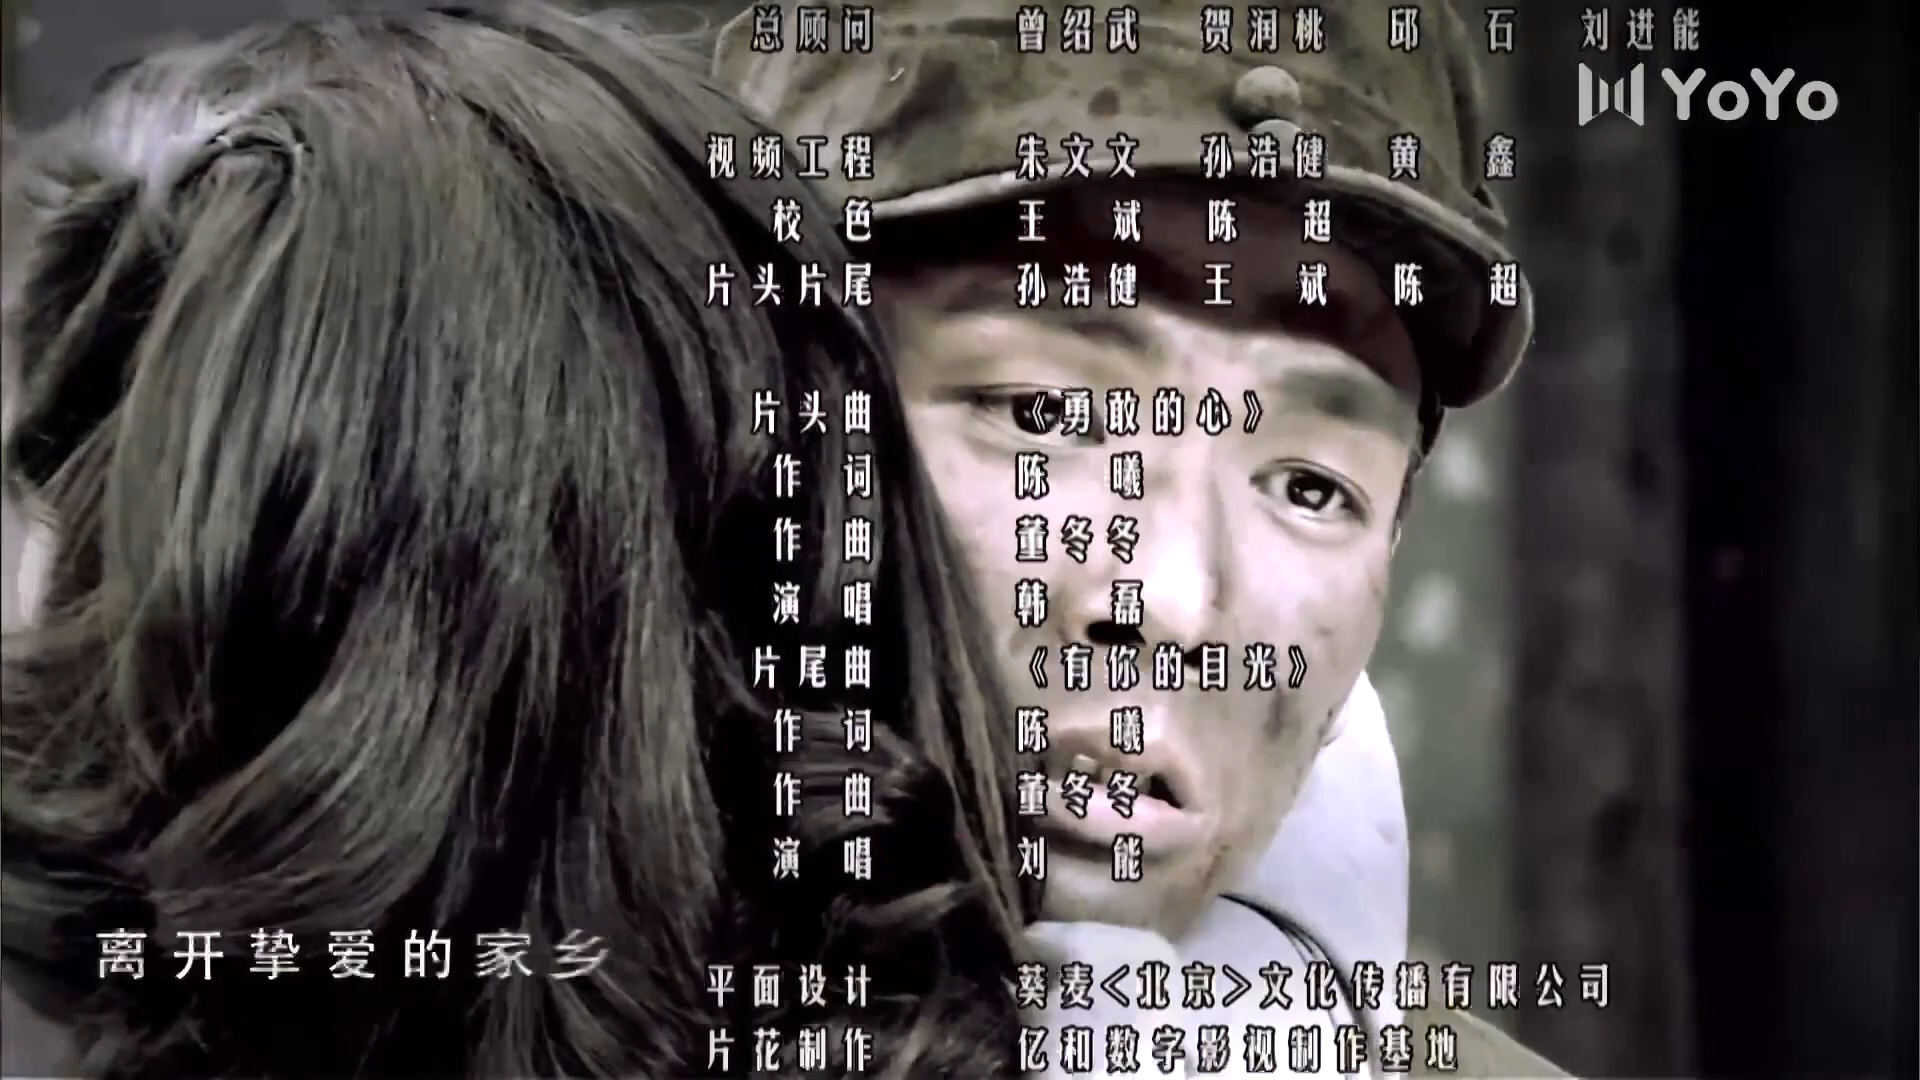 总顾问 曾绍武 贺润桃 邱石 刘进能
YoYo
视频工程 朱文文 孙浩健 黄鑫
校色 王斌 陈超
片头片尾 孙浩健 王斌 陈超
片头曲 《勇敢的心》
作词 陈曦
作曲 董冬冬
演唱 韩磊
片尾曲 《有你的目光》
作词 陈曦
作曲 董冬冬
演唱 刘能
离开挚爱的家乡
平面设计 葵麦<北京>文化传播有限公司
片花制作 亿和数字影视制作基地